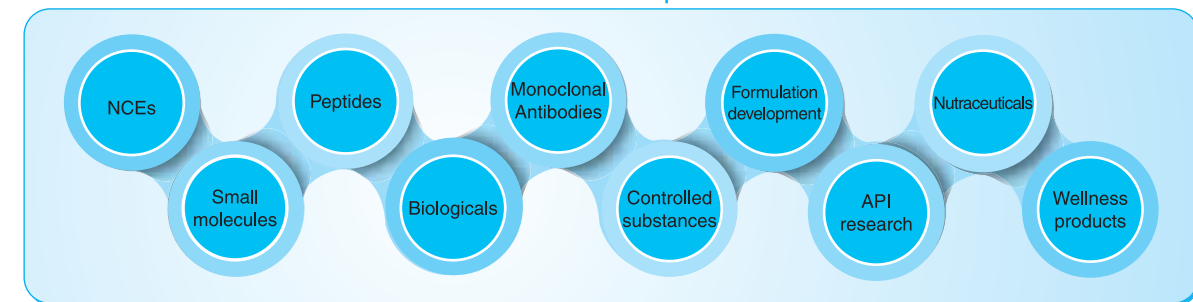 NCEs
Small
molecules
Peptides
Biologicals
Monoclonal
Antibodies
Controlled
substances
Formulation
development
API
research
Nutraceuticals
Wellness
products